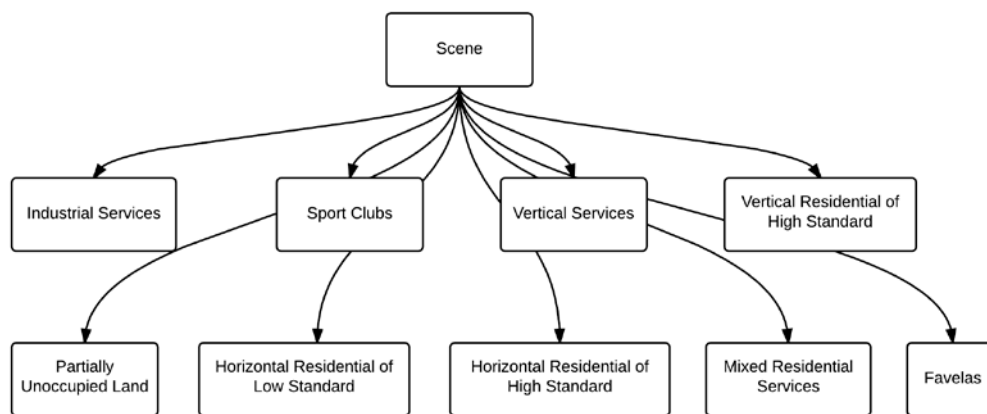 Scene
Industrial Services
Sport Clubs
Vertical Services
Vertical Residential of
High Standard
Partially
Unoccupied Land
Horizontal Residential of
Low Standard
Horizontal Residential of
High Standard
Mixed Residential
Services
Favelas